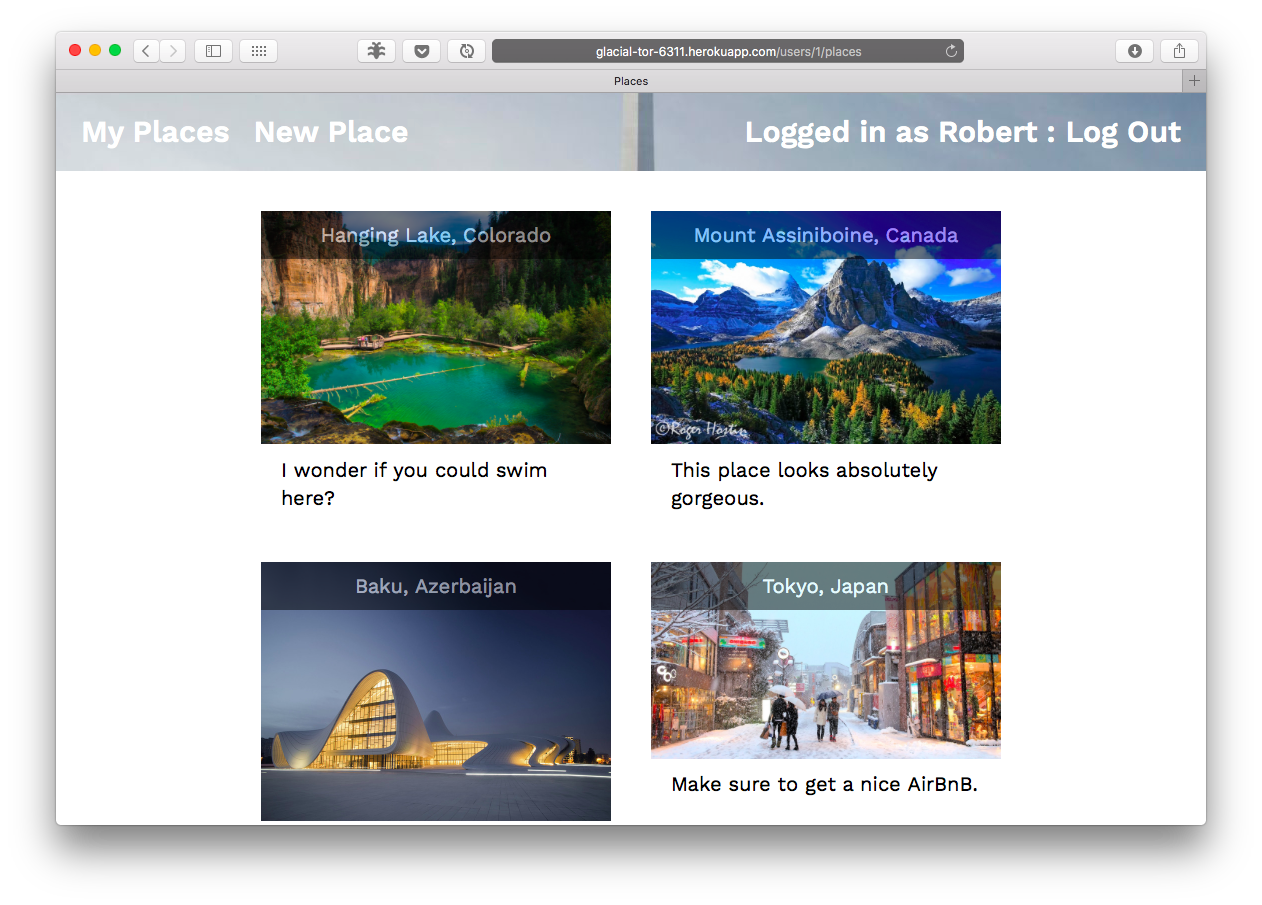 glacial-tor-6311.herokuapp.com/users/1/places
Places
My Places New Place Logged in as Robert : Log Out
Hanging Lake, Colorado
Mount Assiniboine, Canada
©Roger Hostin
I wonder if you could swim
here?
This place looks absolutely
gorgeous.
Baku, Azerbaijan
Tokyo, Japan
Make sure to get a nice AirBnB.